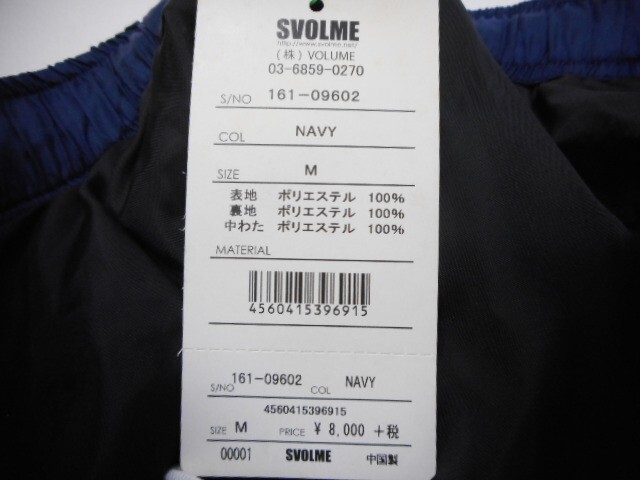 SVOLME
http://www.svolme.net/
(株) VOLUME
03-6859-0270
S/NO 161-09602
COL NAVY
SIZE M
表地 ポリエステル 100%
裏地 ポリエステル 100%
中わた ポリエステル 100%
MATERIAL
4560415396915
S/NO 161-09602 COL NAVY
4560415396915
SIZE M PRICE ¥ 8,000 +税
00001 SVOLME 中国製